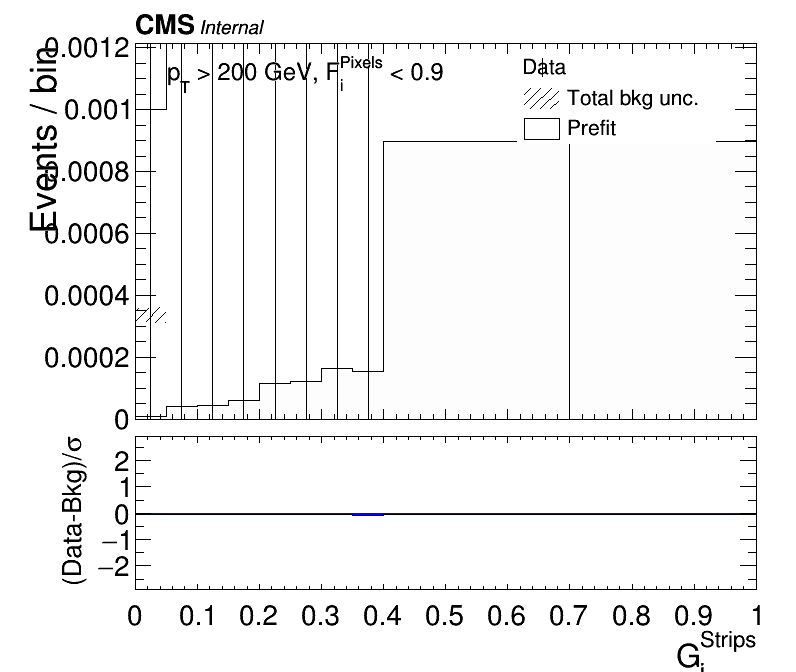 CMS Internal
Events / bin
0.0012
0.001
0.0008
0.0006
0.0004
0.0002
0
p_T > 200 GeV, F_i^Pixels < 0.9
Data
Total bkg unc.
Prefit
(Data-Bkg)/σ
2
1
0
−1
−2
0 0.1 0.2 0.3 0.4 0.5 0.6 0.7 0.8 0.9 1
G_i^Strips